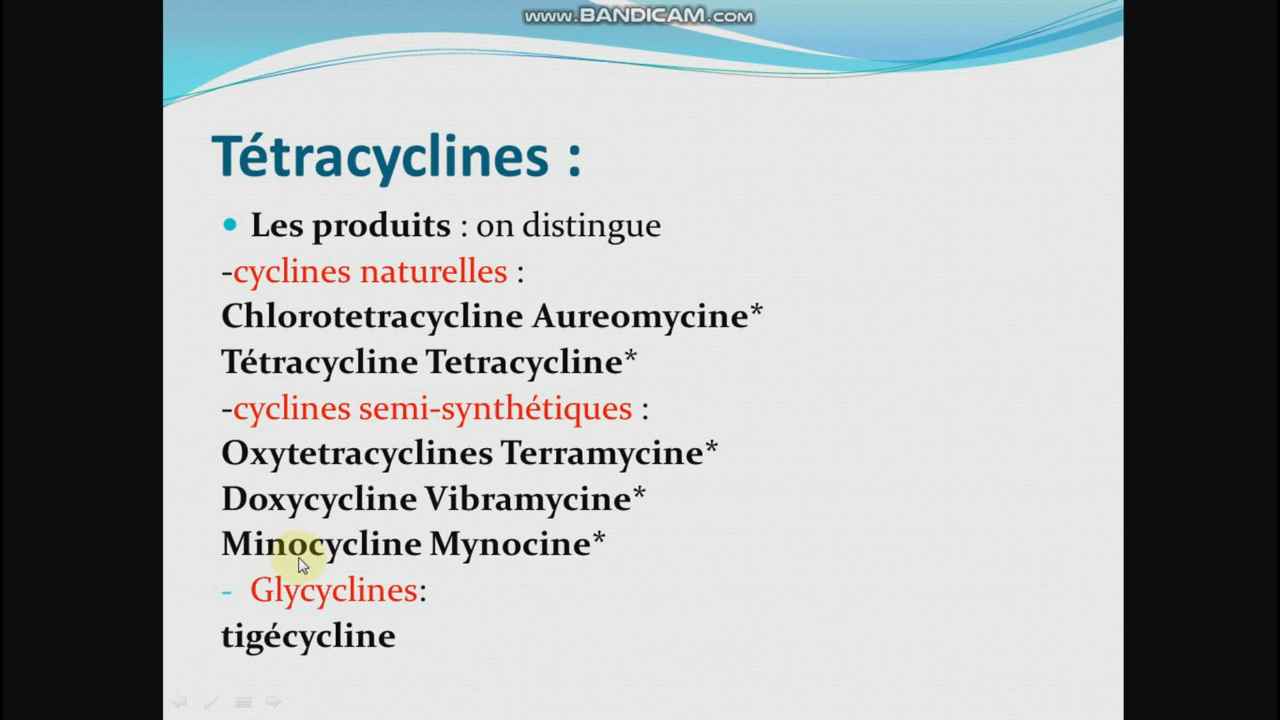 www.BANDICAM.com
Tétracyclines :
• Les produits : on distingue
-cyclines naturelles :
Chlorotetracycline Aureomycine*
Tétracycline Tetracycline*
-cyclines semi-synthétiques :
Oxytetracyclines Terramycine*
Doxycycline Vibramycine*
Minocycline Mynocine*
- Glycyclines:
tigécycline